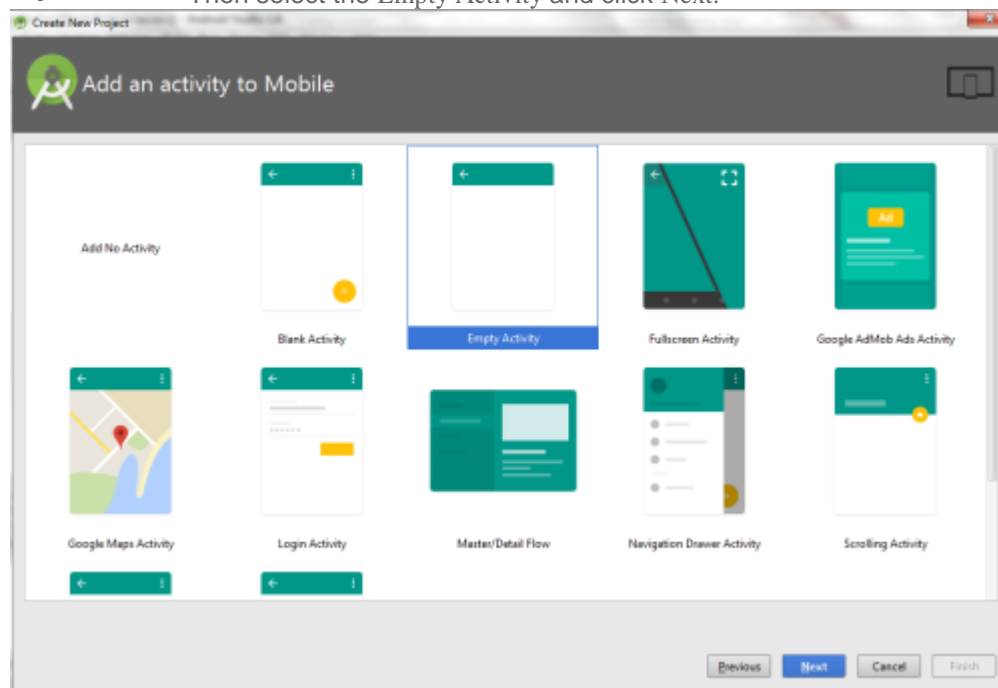 Then select the Empty Activity and click Next.
Create New Project
Add an activity to Mobile
Add No Activity
Blank Activity
Empty Activity
Fullscreen Activity
Ad
Google AdMob Ads Activity
Google Maps Activity
Login Activity
Master/Detail Flow
Navigation Drawer Activity
Scrolling Activity
Previous Next Cancel Finish